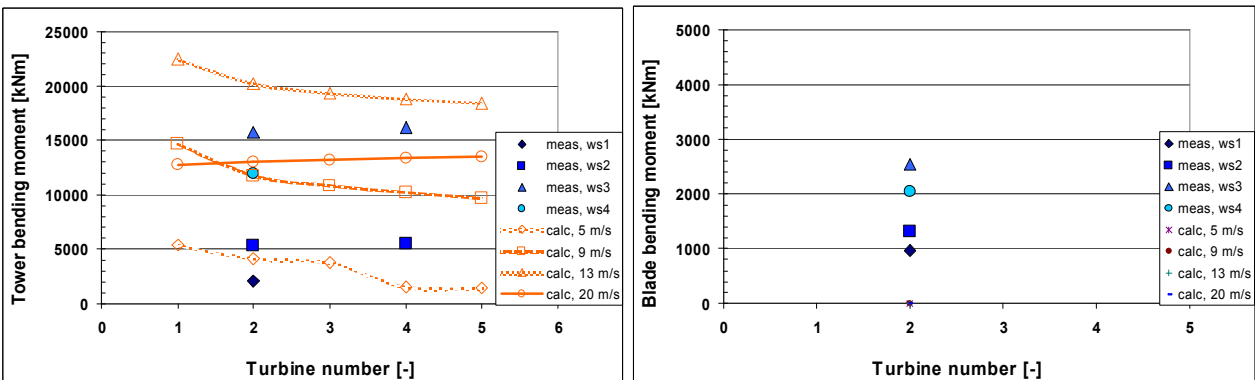 Tower bending moment [kNm]
25000
20000
15000
10000
5000
0
0 1 2 3 4 5 6
Turbine number [-]
meas, ws1
meas, ws2
meas, ws3
meas, ws4
calc, 5 m/s
calc, 9 m/s
calc, 13 m/s
calc, 20 m/s
Blade bending moment [kNm]
5000
4000
3000
2000
1000
0
0 1 2 3 4 5
Turbine number [-]
meas, ws1
meas, ws2
meas, ws3
meas, ws4
calc, 5 m/s
calc, 9 m/s
calc, 13 m/s
calc, 20 m/s